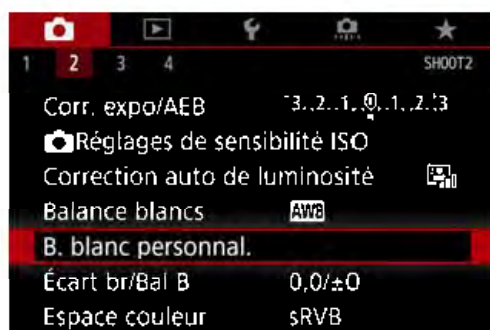 1 2 3 4 SHOOT2
Corr. expo/AEB -3..2..1..0..1..2.:3
Réglages de sensibilité ISO
Correction auto de luminosité
Balance blancs AWB
B. blanc personnal.
Écart br/Bal B 0,0/±0
Espace couleur sRVB